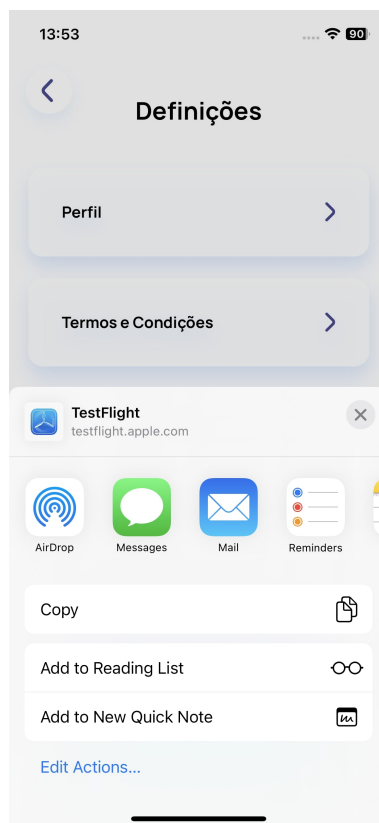 13:53
90
Definições
Perfil
Termos e Condições
TestFlight
testflight.apple.com
AirDrop
Messages
Mail
Reminders
Copy
Add to Reading List
Add to New Quick Note
Edit Actions...